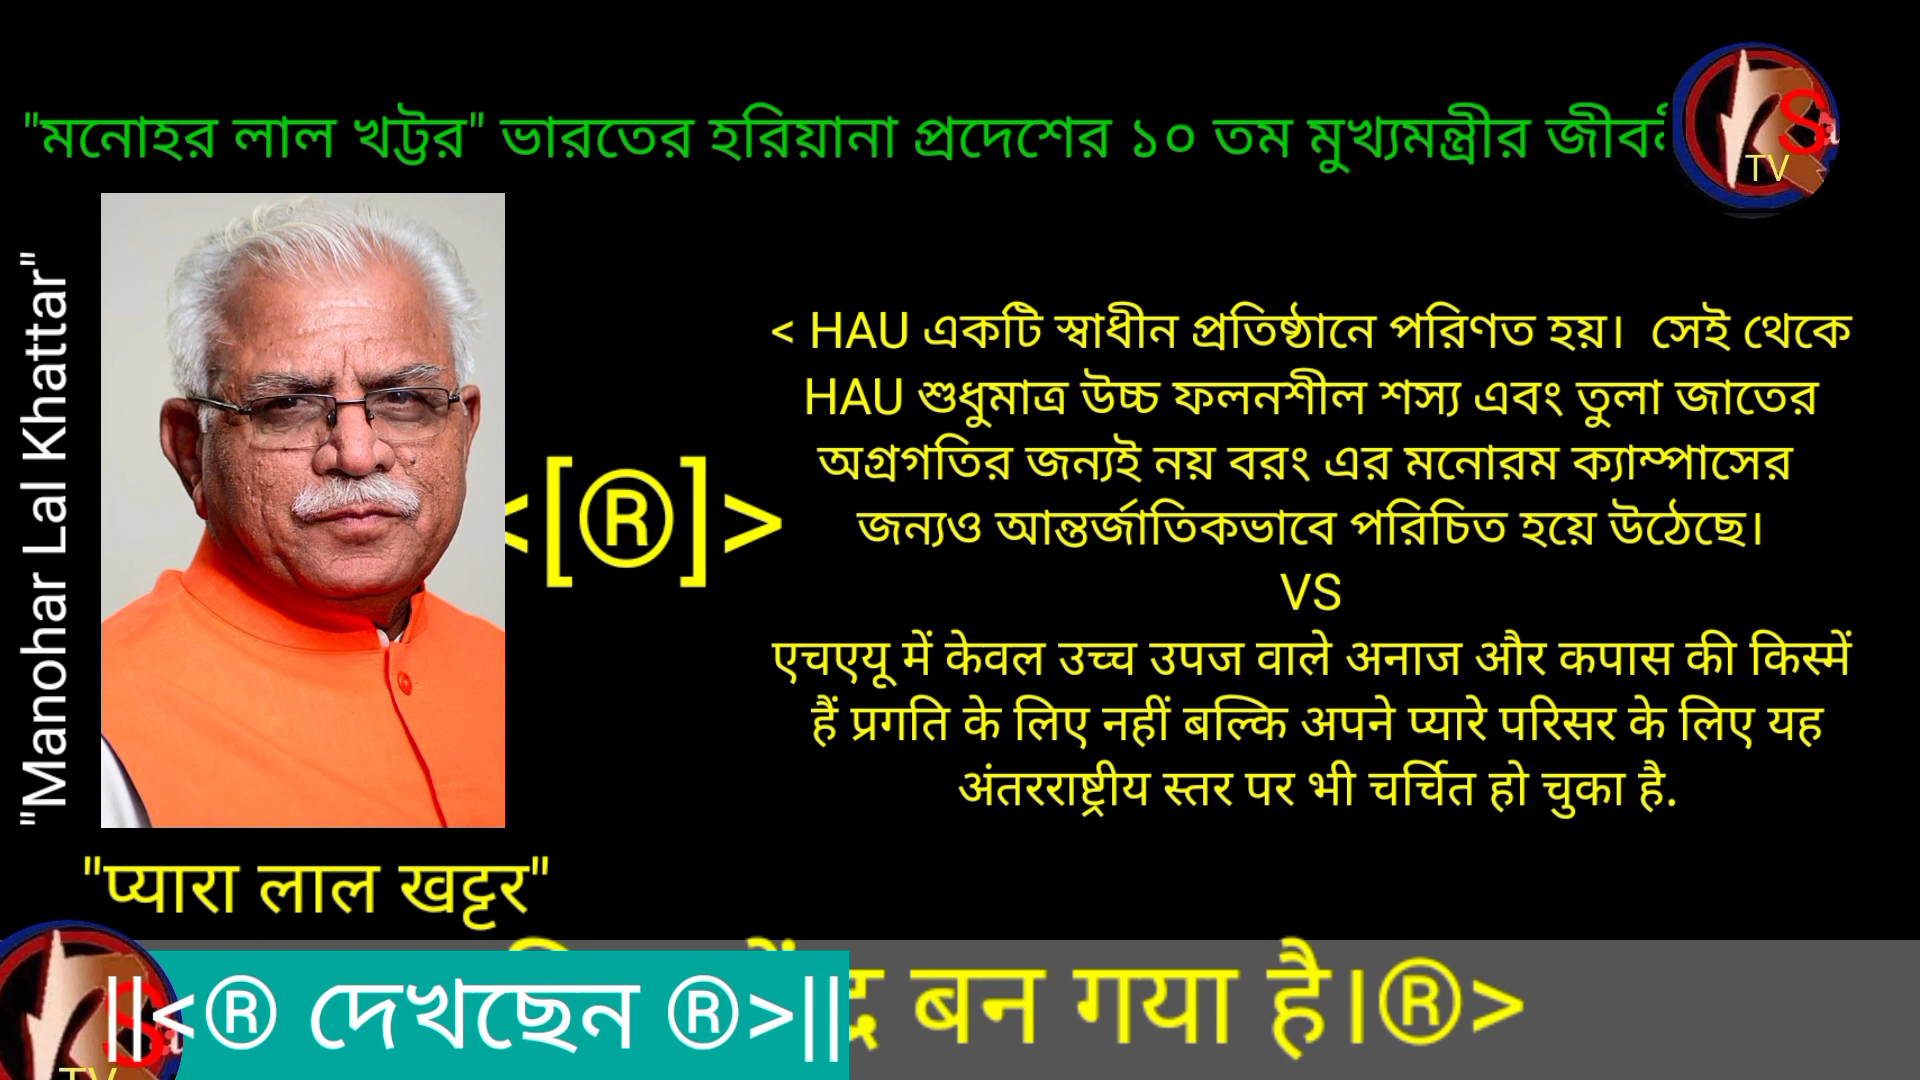 "মনোহর লাল খট্টর" ভারতের হরিয়ানা প্রদেশের ১০ তম মুখ্যমন্ত্রীর
TV
"Manohar Lal Khattar"
<[®]>
< HAU একটি স্বাধীন প্রতিষ্ঠানে পরিণত হয়। সেই থেকে
HAU শুধুমাত্র উচ্চ ফলনশীল শস্য এবং তুলা জাতের
অগ্রগতির জন্যই নয় বরং এর মনোরম ক্যাম্পাসের
জন্যও আন্তর্জাতিকভাবে পরিচিত হয়ে উঠেছে।
VS
एचएयू में केवल उच्च उपज वाले अनाज और कपास की किस्में
हैं प्रगति के लिए नहीं बल्कि अपने प्यारे परिसर के लिए यह
अंतरराष्ट्रीय स्तर पर भी चर्चित हो चुका है.
"प्यारा लाल खट्टर"
||<® দেখছেন ®>||
बन गया है।®>
TV